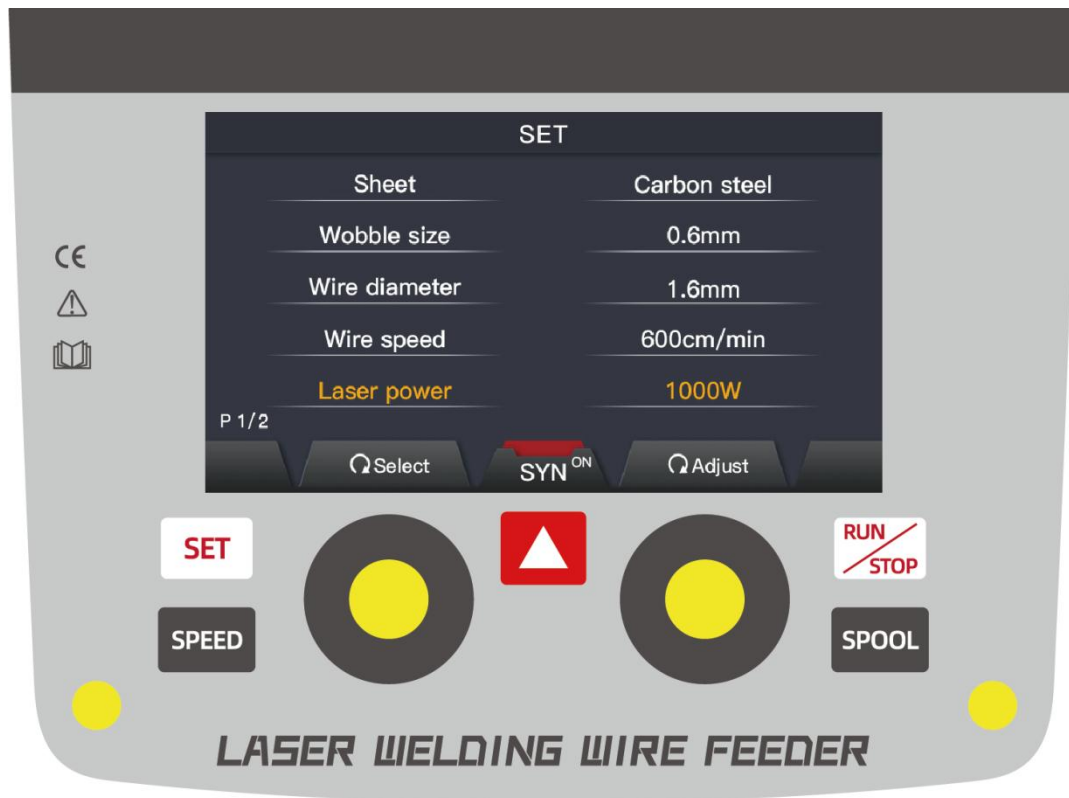 SET
Sheet Carbon steel
Wobble size 0.6mm
Wire diameter 1.6mm
Wire speed 600cm/min
Laser power 1000W
P 1/2
Select SYN ON Adjust
CE
SET
RUN
STOP
SPEED
SPOOL
LASER WELDING WIRE FEEDER